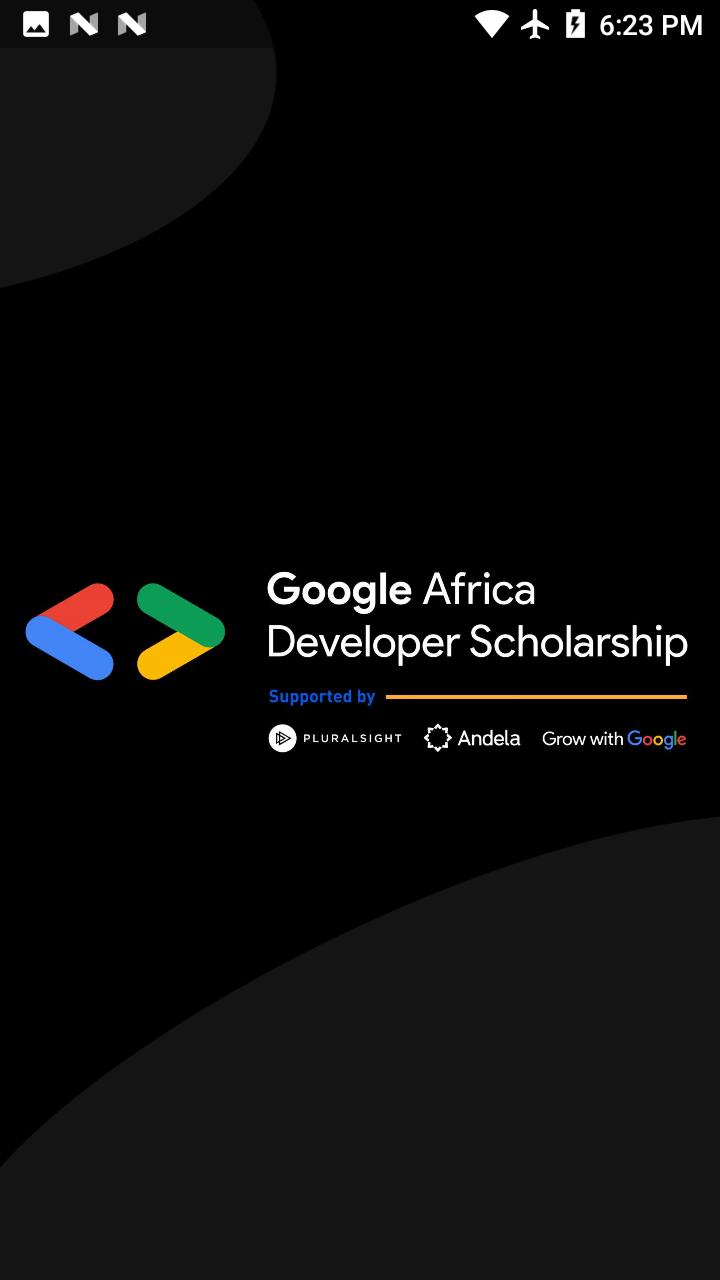 6:23 PM
Google Africa
Developer Scholarship
Supported by
PLURALSIGHT Andela Grow with Google